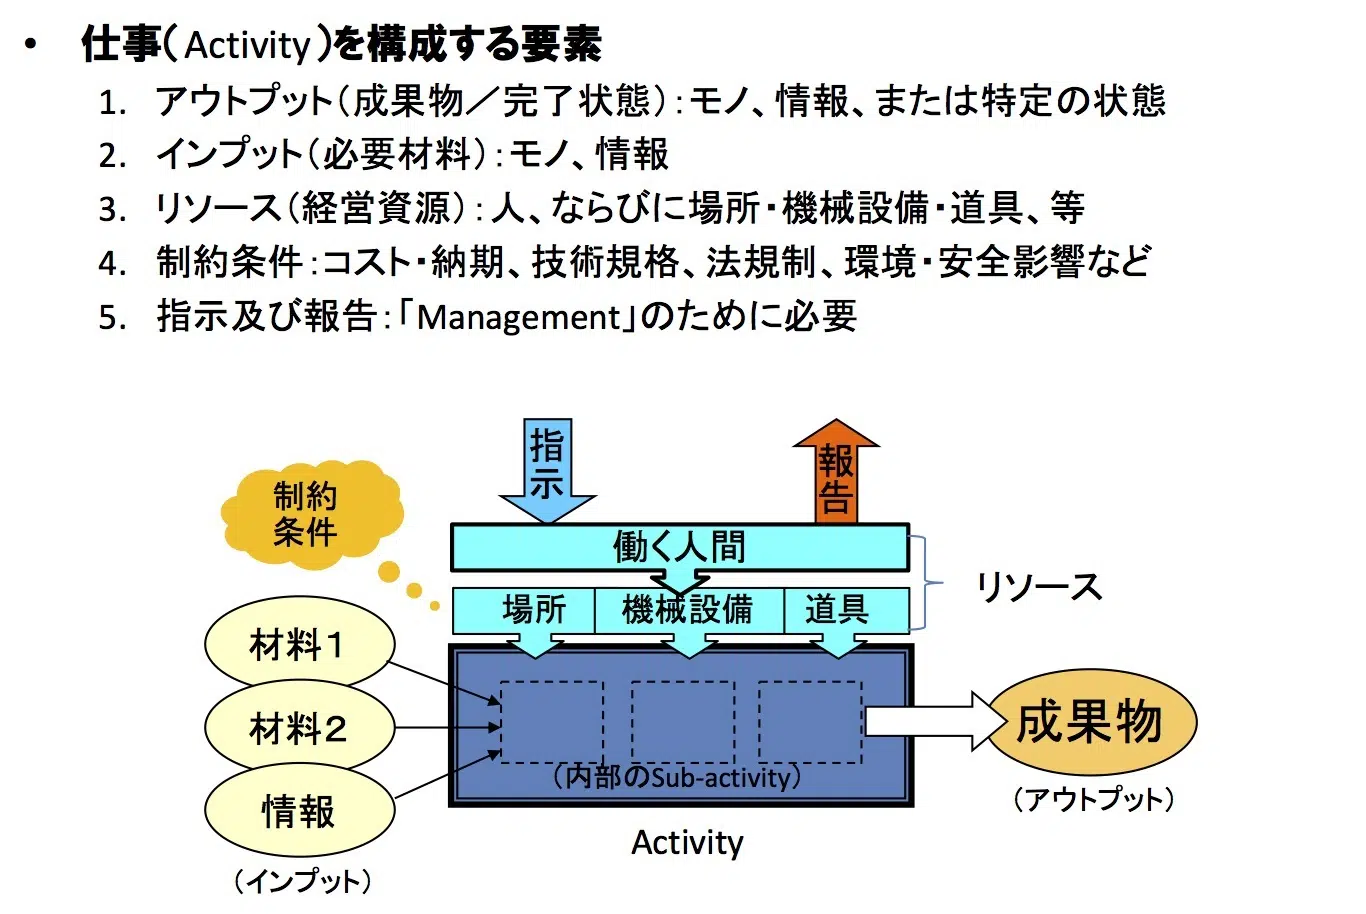 • 仕事(Activity)を構成する要素
1. アウトプット(成果物／完了状態):モノ、情報、または特定の状態
2. インプット(必要材料):モノ、情報
3. リソース(経営資源):人、ならびに場所・機械設備・道具、等
4. 制約条件:コスト・納期、技術規格、法規制、環境・安全影響など
5. 指示及び報告:「Management」のために必要
指示
報告
制約
条件
働く人間
リソース
場所
機械設備
道具
材料1
材料2
情報
(インプット)
(内部のSub-activity)
Activity
成果物
(アウトプット)